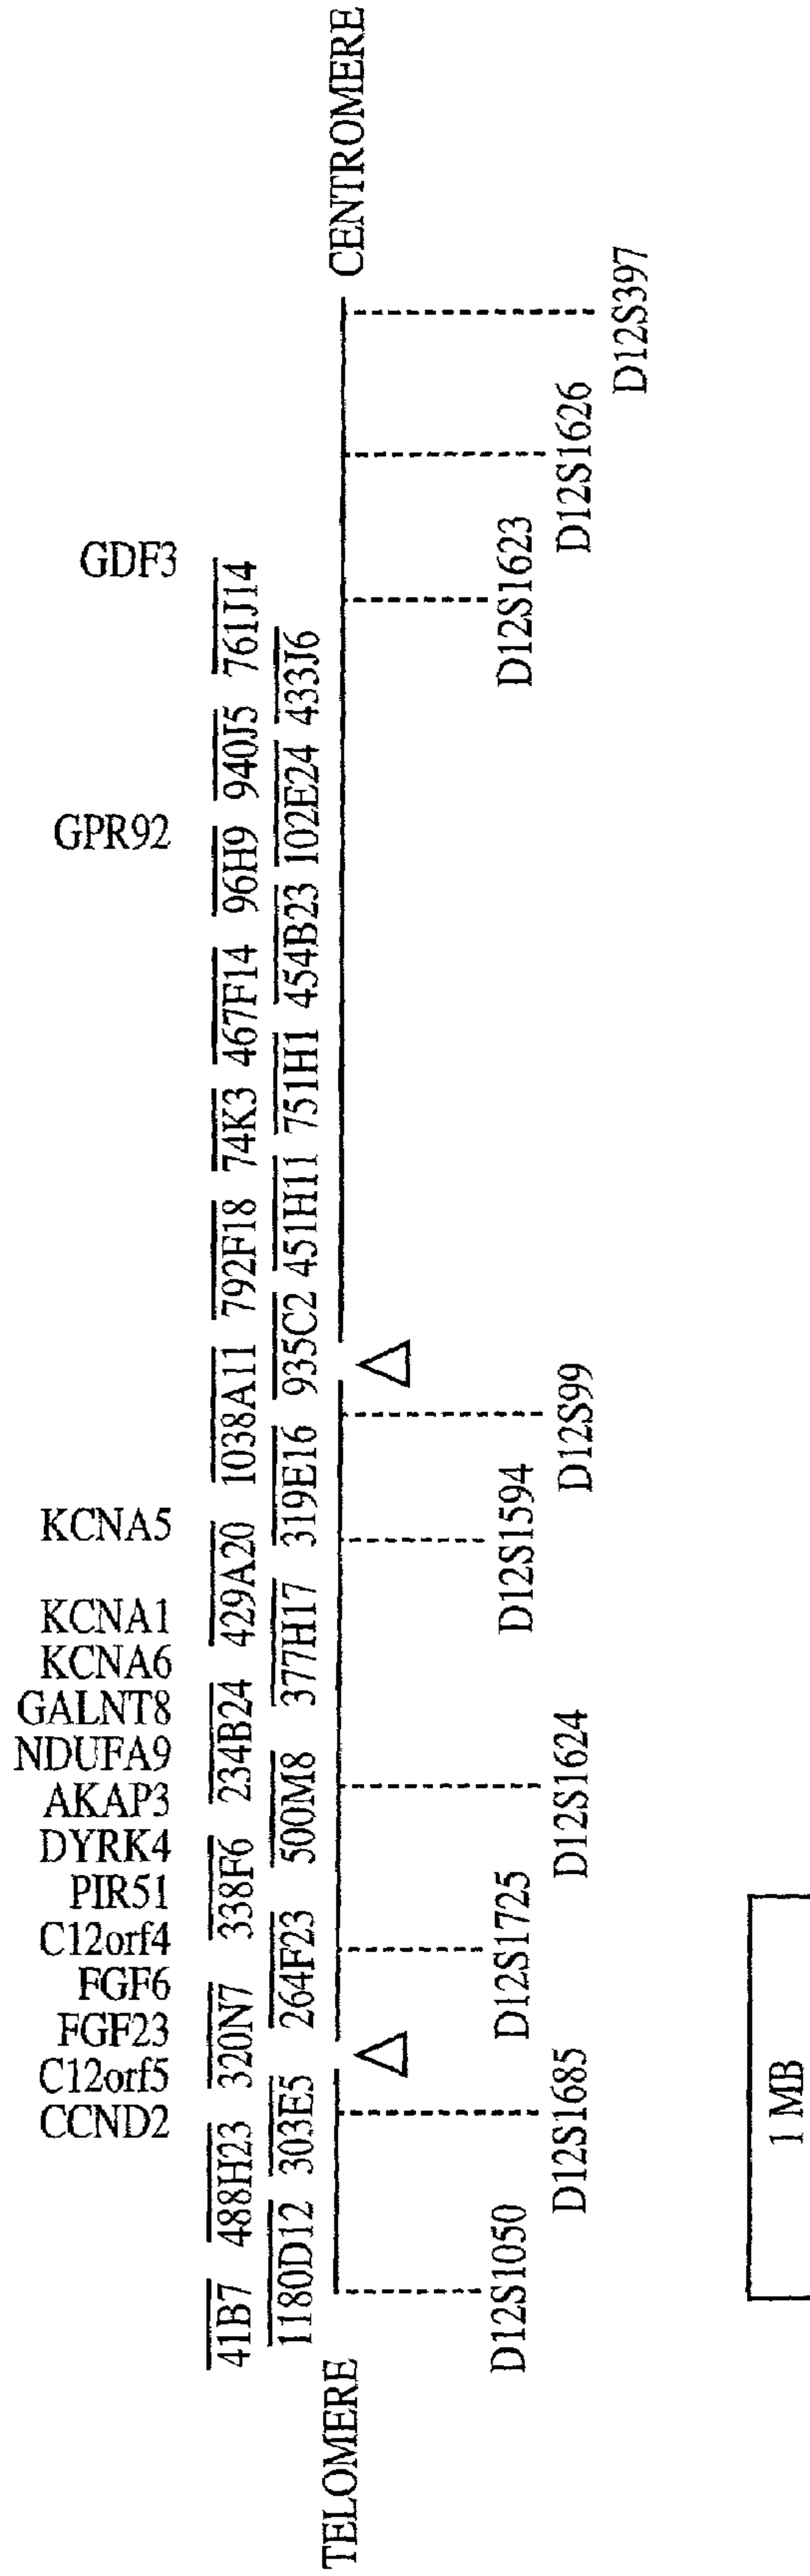 CCND2
C12orf5
FGF23
FGF6
C12orf4
PIR51
DYRK4
AKAP3
NDUFA9
GALNT8
KCNA6
KCNA1
KCNA5
GPR92
GDF3
41B7 488H23 320N7 338F6 234B24 429A20 1038A11 792F18 74K3 467F14 96H9 940J5 761J14
1180D12 303E5 264F23 500M8 377H17 319E16 935C2 451H11 751H1 454B23 102E24 433J6
TELOMERE
CENTROMERE
D12S1050
D12S1685
D12S1725
D12S1624
D12S1594
D12S99
D12S1623
D12S1626
D12S397
1 MB